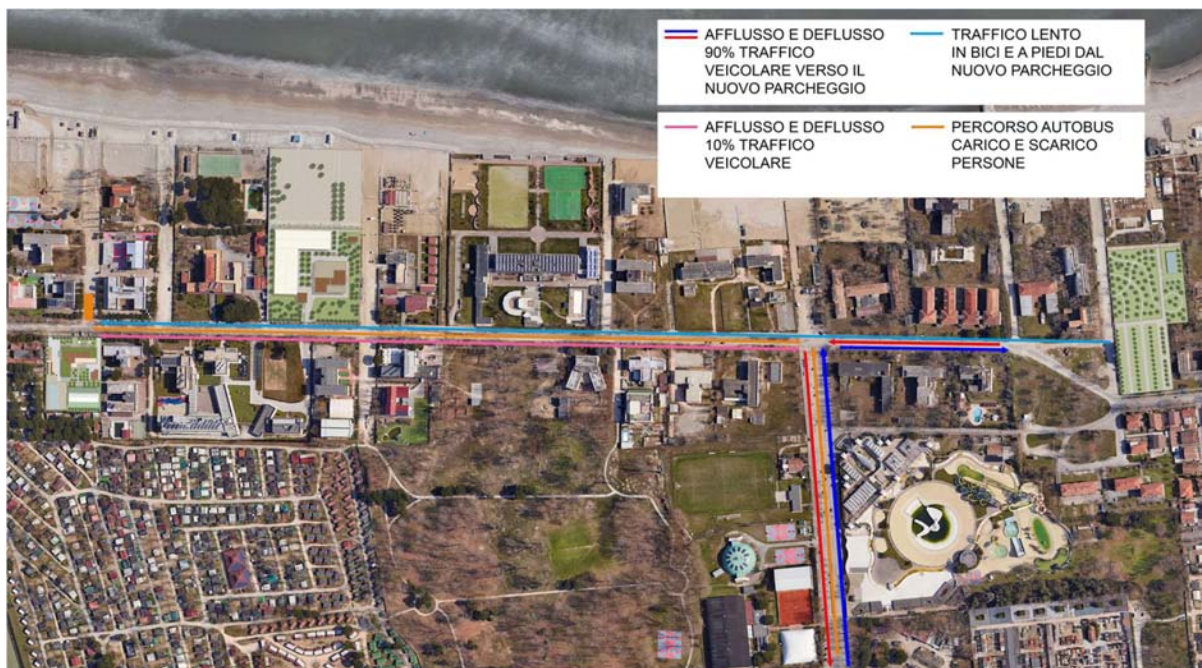 AFFLUSSO E DEFLUSSO
90% TRAFFICO
VEICOLARE VERSO IL
NUOVO PARCHEGGIO
TRAFFICO LENTO
IN BICI E A PIEDI DAL
NUOVO PARCHEGGIO
AFFLUSSO E DEFLUSSO
10% TRAFFICO
VEICOLARE
PERCORSO AUTOBUS
CARICO E SCARICO
PERSONE